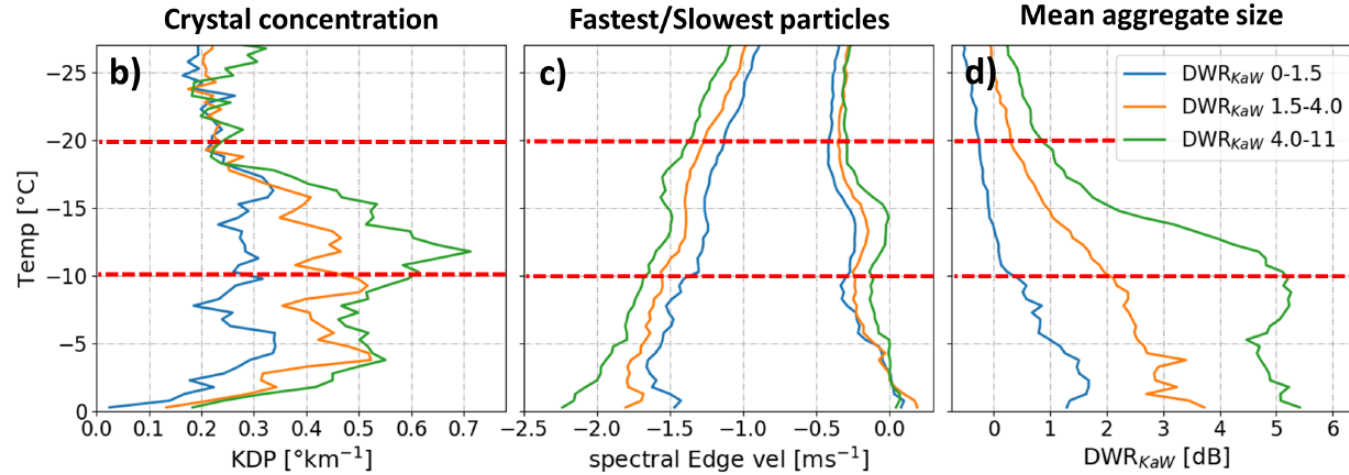 Crystal concentration
Fastest/Slowest particles
Mean aggregate size
b)
c)
d)
DWR_KaW 0-1.5
DWR_KaW 1.5-4.0
DWR_KaW 4.0-11
Temp [°C]
−25
−20
−15
−10
−5
0
0.0 0.1 0.2 0.3 0.4 0.5 0.6 0.7
KDP [°km⁻¹]
−2.5 −2.0 −1.5 −1.0 −0.5 0.0
spectral Edge vel [ms⁻¹]
0 1 2 3 4 5 6
DWR_KaW [dB]